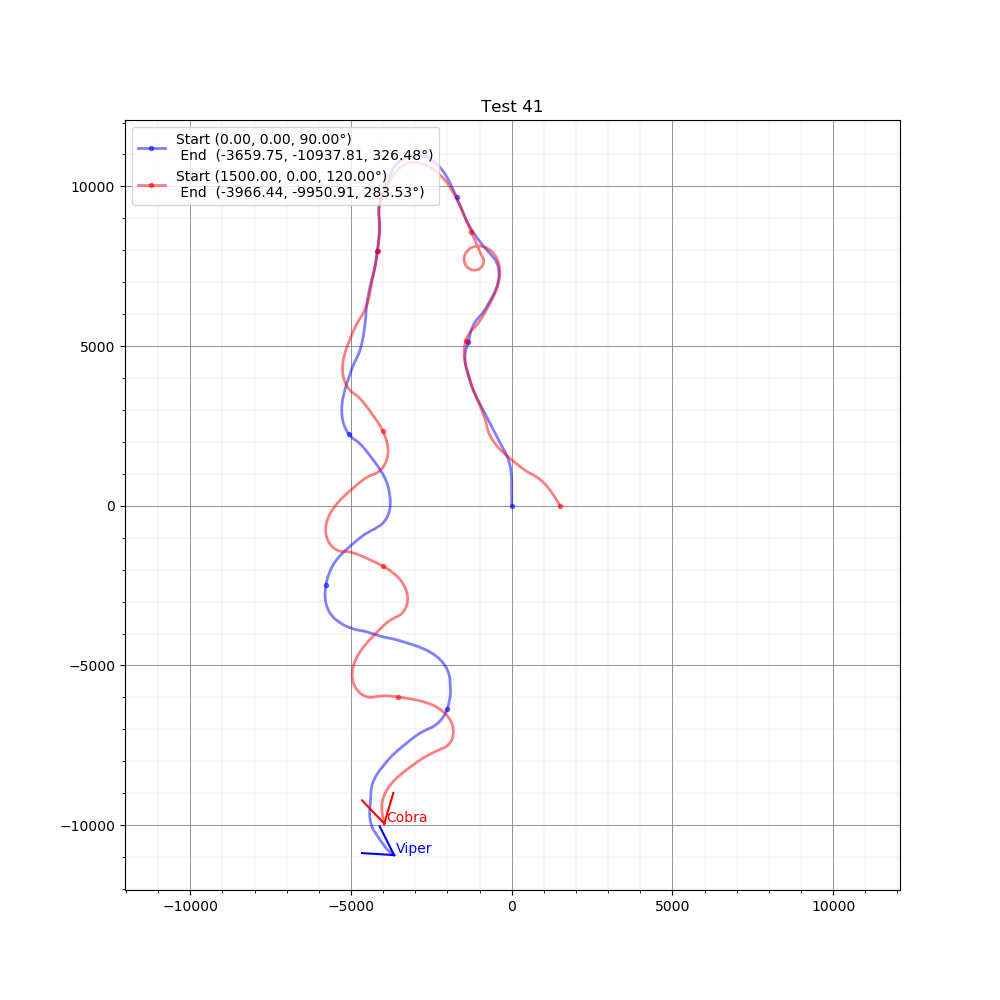 Test 41
Start (0.00, 0.00, 90.00°)
End (-3659.75, -10937.81, 326.48°)
Start (1500.00, 0.00, 120.00°)
End (-3966.44, -9950.91, 283.53°)
10000
5000
0
−5000
−10000
Cobra
Viper
−10000 −5000 0 5000 10000